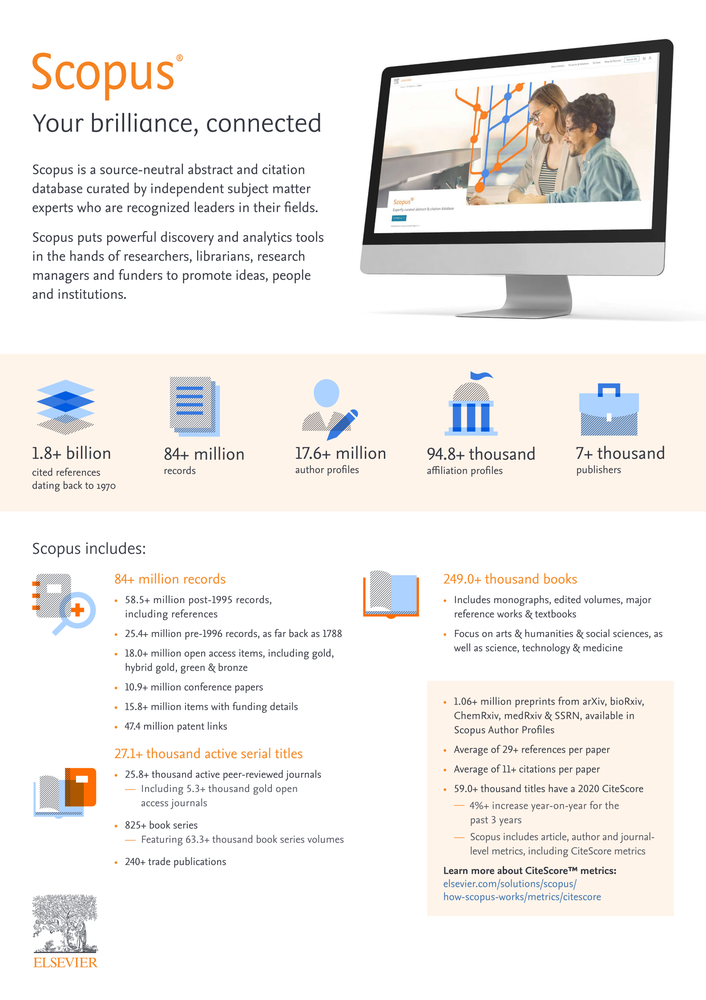 Scopus®
Your brilliance, connected
Scopus is a source-neutral abstract and citation
database curated by independent subject matter
experts who are recognized leaders in their fields.
Scopus puts powerful discovery and analytics tools
in the hands of researchers, librarians, research
managers and funders to promote ideas, people
and institutions.
ELSEVIER
About Elsevier
Products & Solutions
Services
Shop & Discover
Search
Scopus®
Expertly curated abstract & citation database
Contact us
1.8+ billion
cited references
dating back to 1970
84+ million
records
17.6+ million
author profiles
94.8+ thousand
affiliation profiles
7+ thousand
publishers
Scopus includes:
84+ million records
• 58.5+ million post-1995 records,
including references
• 25.4+ million pre-1996 records, as far back as 1788
• 18.0+ million open access items, including gold,
hybrid gold, green & bronze
• 10.9+ million conference papers
• 15.8+ million items with funding details
• 47.4 million patent links
27.1+ thousand active serial titles
• 25.8+ thousand active peer-reviewed journals
— Including 5.3+ thousand gold open
access journals
• 825+ book series
— Featuring 63.3+ thousand book series volumes
• 240+ trade publications
249.0+ thousand books
• Includes monographs, edited volumes, major
reference works & textbooks
• Focus on arts & humanities & social sciences, as
well as science, technology & medicine
• 1.06+ million preprints from arXiv, bioRxiv,
ChemRxiv, medRxiv & SSRN, available in
Scopus Author Profiles
• Average of 29+ references per paper
• Average of 11+ citations per paper
• 59.0+ thousand titles have a 2020 CiteScore
— 4%+ increase year-on-year for the
past 3 years
— Scopus includes article, author and journal-
level metrics, including CiteScore metrics
Learn more about CiteScore™ metrics:
elsevier.com/solutions/scopus/
how-scopus-works/metrics/citescore
NON SOLUS
ELSEVIER